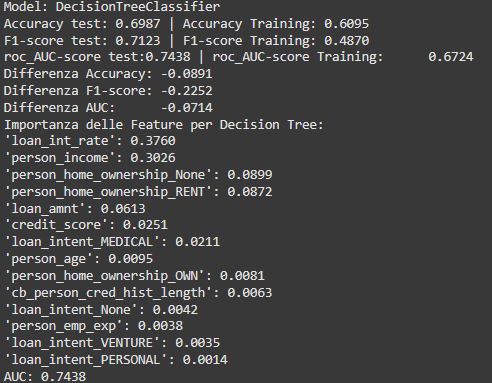 Model: DecisionTreeClassifier
Accuracy test: 0.6987 | Accuracy Training: 0.6095
F1-score test: 0.7123 | F1-score Training: 0.4870
roc_AUC-score test:0.7438 | roc_AUC-score Training:      0.6724
Differenza Accuracy: -0.0891
Differenza F1-score: -0.2252
Differenza AUC:      -0.0714
Importanza delle Feature per Decision Tree:
'loan_int_rate': 0.3760
'person_income': 0.3026
'person_home_ownership_None': 0.0899
'person_home_ownership_RENT': 0.0872
'loan_amnt': 0.0613
'credit_score': 0.0251
'loan_intent_MEDICAL': 0.0211
'person_age': 0.0095
'person_home_ownership_OWN': 0.0081
'cb_person_cred_hist_length': 0.0063
'loan_intent_None': 0.0042
'person_emp_exp': 0.0038
'loan_intent_VENTURE': 0.0035
'loan_intent_PERSONAL': 0.0014
AUC: 0.7438